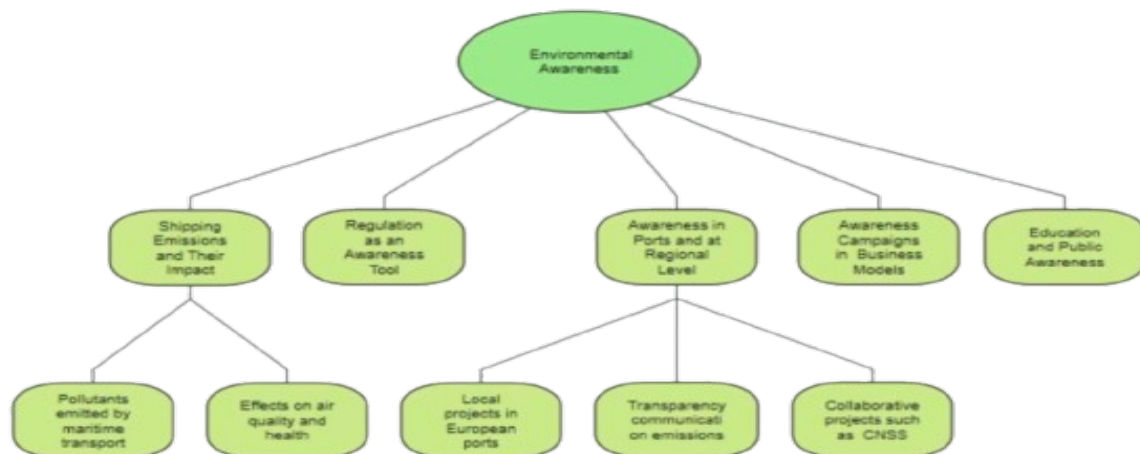 Environmental
Awareness
Shipping
Emissions
and Their
Impact
Regulation
as an
Awareness
Tool
Awareness in
Ports and at
Regional
Level
Awareness
Campaigns
in Business
Models
Education
and Public
Awareness
Pollutants
emitted by
maritime
transport
Effects on air
quality and
health
Local
projects in
European
ports
Transparency
communicati
on emissions
Collaborative
projects such
as CNSS